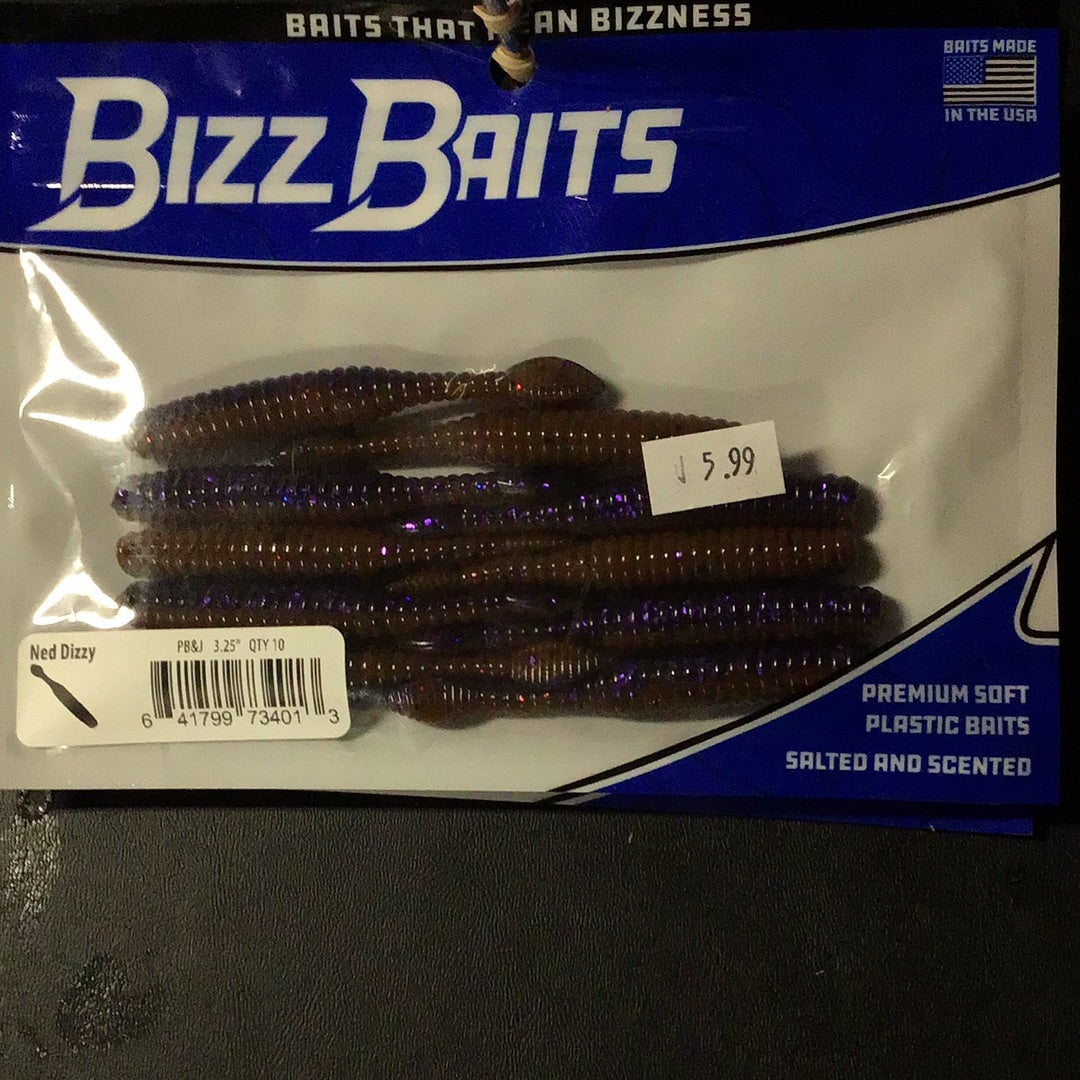 BAITS THAT AN BIZZNESS
BAITS MADE
IN THE USA
BIZZ BAITS
5.99
Ned Dizzy
PB&J 3.25" QTY 10
6 41799 73401 3
PREMIUM SOFT
PLASTIC BAITS
SALTED AND SCENTED